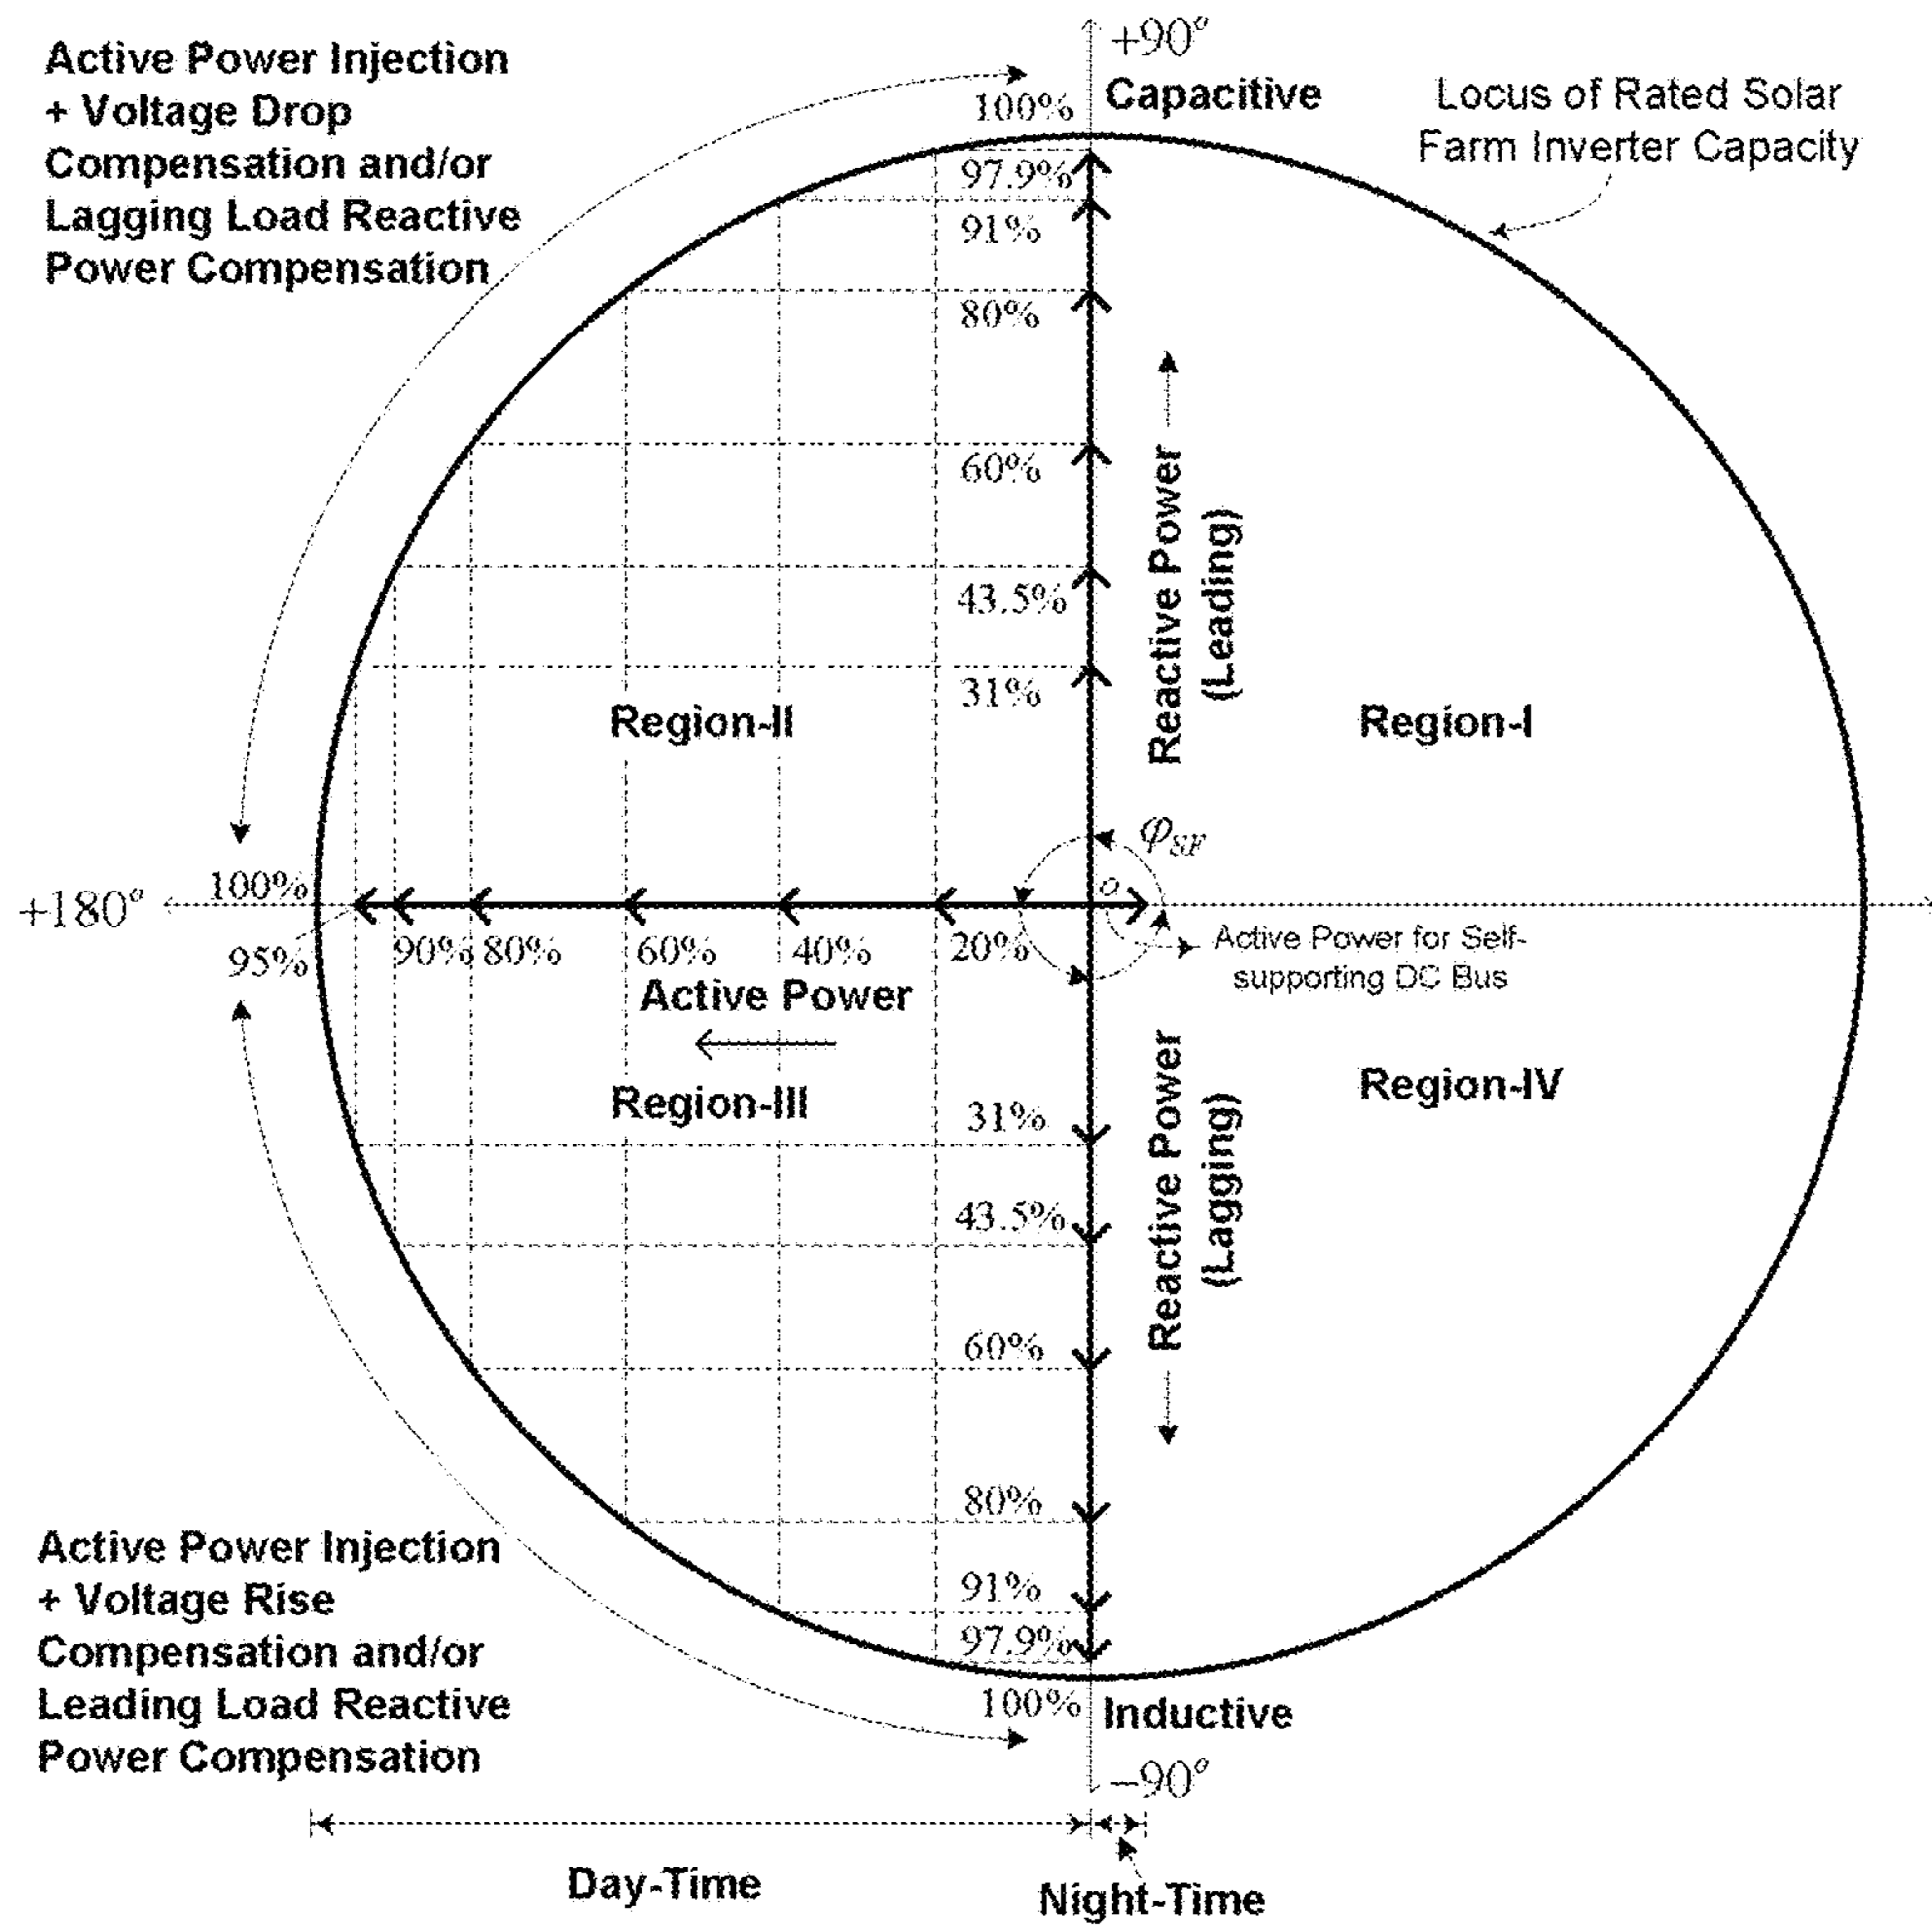 Active Power Injection
+ Voltage Drop
Compensation and/or
Lagging Load Reactive
Power Compensation
+90°
Capacitive
100%
Locus of Rated Solar
Farm Inverter Capacity
97.9%
91%
80%
60%
43.5%
31%
Reactive Power
(Leading)
Region-II
Region-I
φSF
+180°
100%
95%
90%
80%
60%
40%
20%
o
Active Power for Self-
supporting DC Bus
Active Power
Region-III
Region-IV
Reactive Power
(Lagging)
31%
43.5%
60%
80%
91%
97.9%
100%
Inductive
−90°
Active Power Injection
+ Voltage Rise
Compensation and/or
Leading Load Reactive
Power Compensation
Day-Time
Night-Time